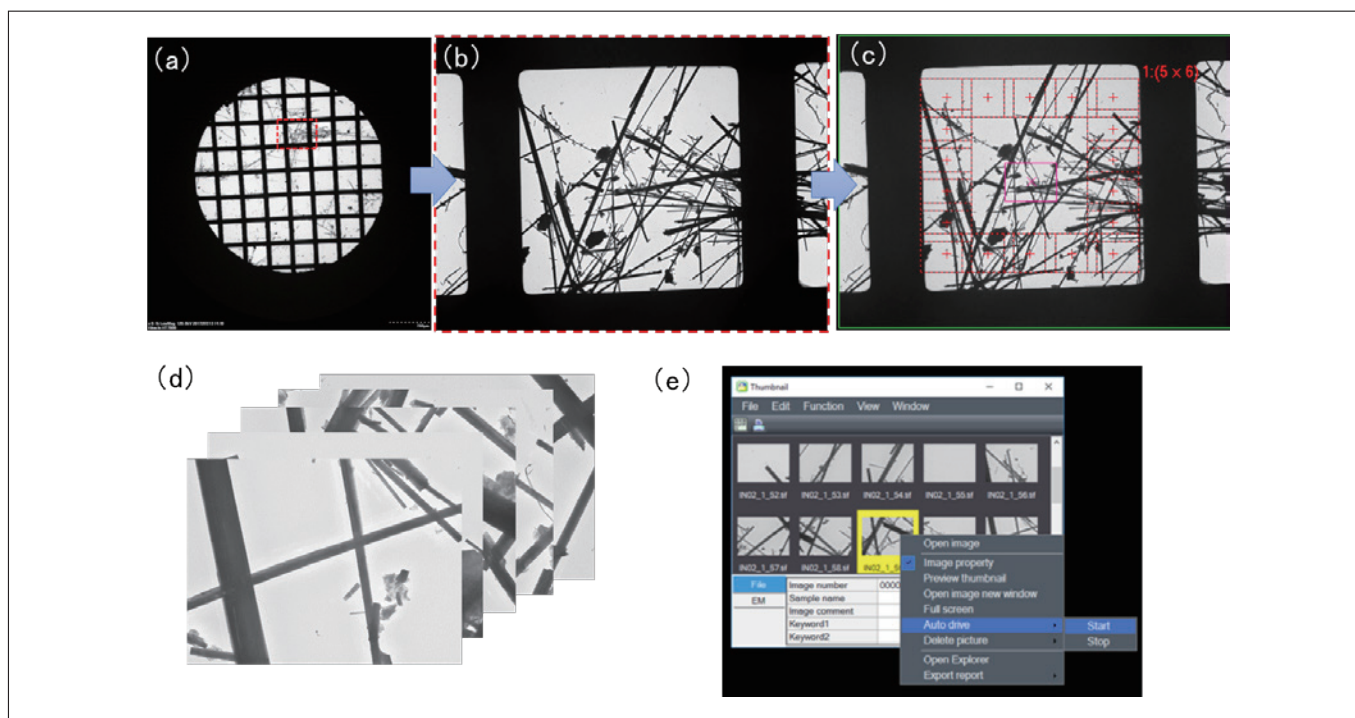 (a)
(b)
(c)
1:(5 x 6)
(d)
(e)
Thumbnail
File Edit Function View Window
IN02_1_52.tif IN02_1_53.tif IN02_1_54.tif IN02_1_55.tif IN02_1_56.tif
IN02_1_57.tif IN02_1_58.tif
Open image
Image property
Preview thumbnail
Open image new window
Full screen
Auto drive
Start
Delete picture
Stop
Open Explorer
Export report
File
Image number
EM
Sample name
Image comment
Keyword1
Keyword2